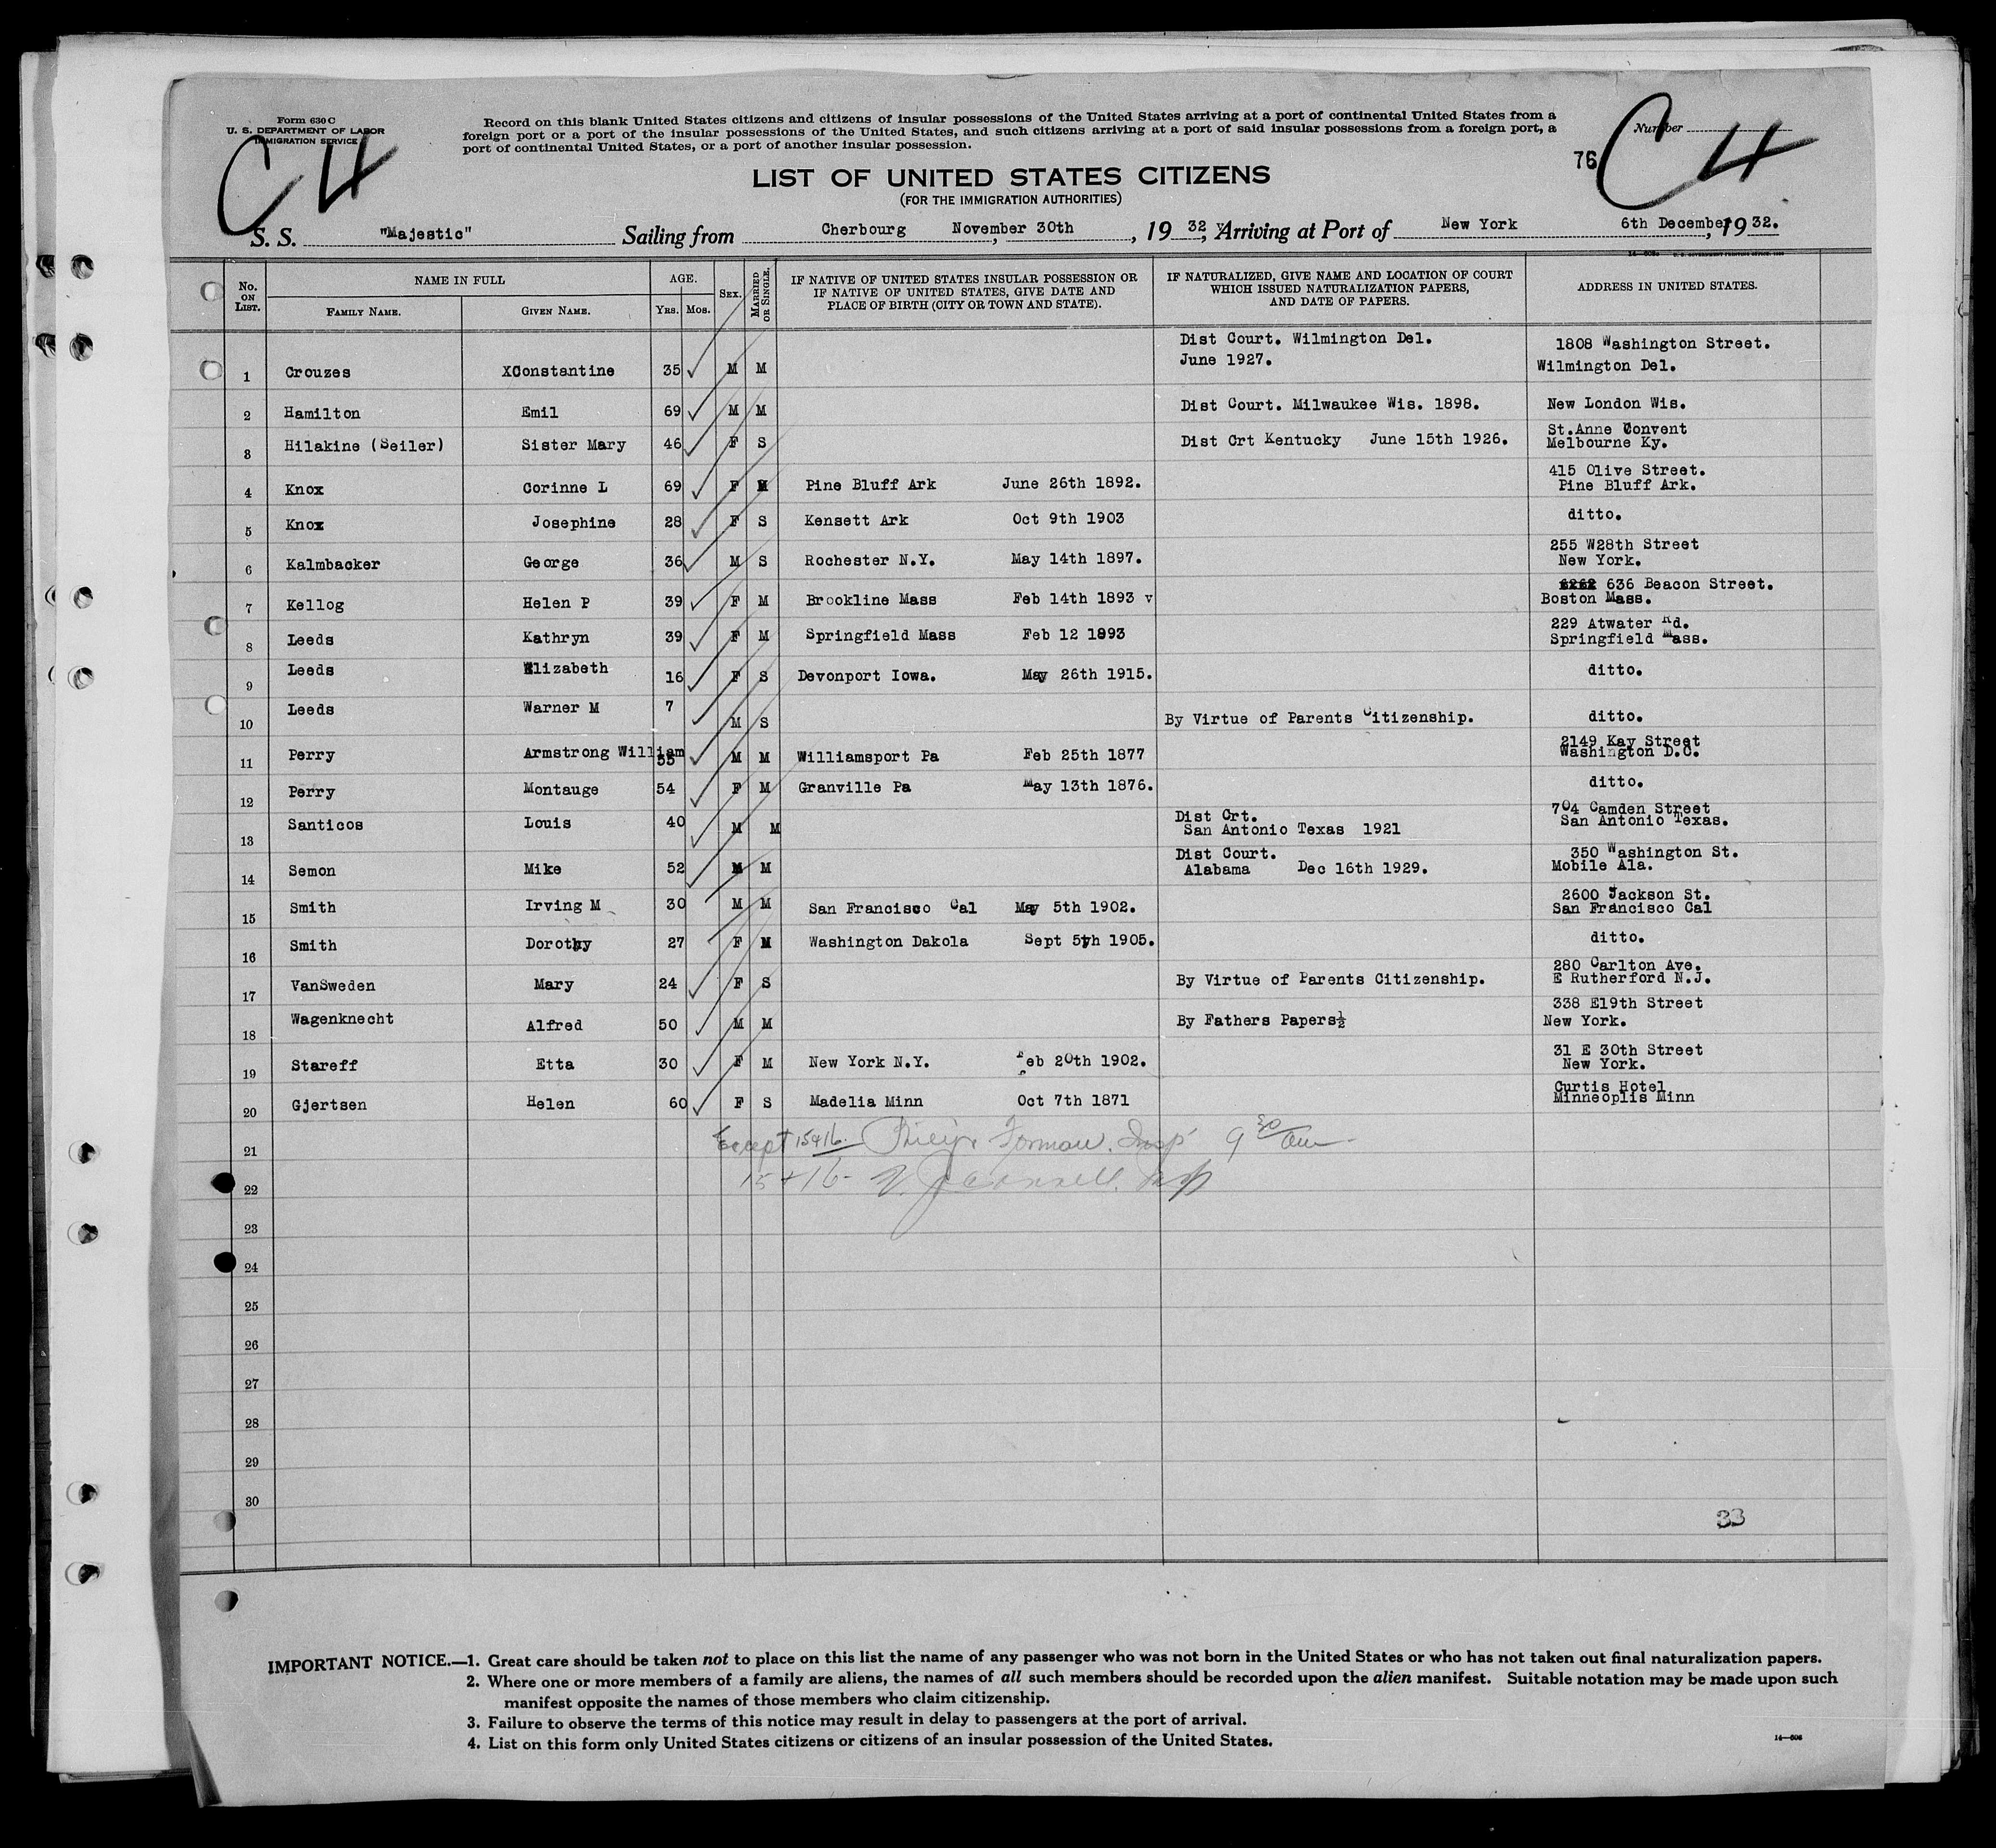 Form 630 C
U. S. DEPARTMENT OF LABOR
IMMIGRATION SERVICE
C 4
Record on this blank United States citizens and citizens of insular possessions of the United States arriving at a port of continental United States from a
foreign port or a port of the insular possessions of the United States, and such citizens arriving at a port of said insular possessions from a foreign port, a
port of continental United States, or a port of another insular possession.
Number
76
C 4
LIST OF UNITED STATES CITIZENS
(FOR THE IMMIGRATION AUTHORITIES)
S. S. "Majestic" Sailing from Cherbourg November 30th, 19 32, Arriving at Port of New York 6th December, 19 32.
No. ON LIST. NAME IN FULL FAMILY NAME. GIVEN NAME. AGE. YRS. MOS. SEX. MARRIED OR SINGLE. IF NATIVE OF UNITED STATES INSULAR POSSESSION OR IF NATIVE OF UNITED STATES, GIVE DATE AND PLACE OF BIRTH (CITY OR TOWN AND STATE). IF NATURALIZED, GIVE NAME AND LOCATION OF COURT WHICH ISSUED NATURALIZATION PAPERS, AND DATE OF PAPERS. ADDRESS IN UNITED STATES.
1 Crouzes XConstantine 35 M M Dist Court. Wilmington Del. June 1927. 1808 Washington Street. Wilmington Del.
2 Hamilton Emil 69 M M Dist Court. Milwaukee Wis. 1898. New London Wis.
3 Hilakine (Seiler) Sister Mary 46 F S Dist Crt Kentucky June 15th 1926. St.Anne Convent Melbourne Ky.
4 Knox Corinne L 69 F M Pine Bluff Ark June 26th 1892. 415 Olive Street. Pine Bluff Ark.
5 Knox Josephine 28 F S Kensett Ark Oct 9th 1903 ditto.
6 Kalmbacker George 36 M S Rochester N.Y. May 14th 1897. 255 W28th Street New York.
7 Kellog Helen P 39 F M Brookline Mass Feb 14th 1893 v 636 Beacon Street. Boston Mass.
8 Leeds Kathryn 39 F M Springfield Mass Feb 12 1893 229 Atwater Rd. Springfield Mass.
9 Leeds Elizabeth 16 F S Devonport Iowa. May 26th 1915. ditto.
10 Leeds Warner M 7 M S By Virtue of Parents Citizenship. ditto.
11 Perry Armstrong William 55 M M Williamsport Pa Feb 25th 1877 2149 Kay Street Washington D.C.
12 Perry Montauge 54 F M Granville Pa May 13th 1876. ditto.
13 Santicos Louis 40 M M Dist Crt. San Antonio Texas 1921 704 Camden Street San Antonio Texas.
14 Semon Mike 52 M M Dist Court. Alabama Dec 16th 1929. 350 Washington St. Mobile Ala.
15 Smith Irving M 30 M M San Francisco Cal May 5th 1902. 2600 Jackson St. San Francisco Cal
16 Smith Dorothy 27 F M Washington Dakola Sept 5th 1905. ditto.
17 VanSweden Mary 24 F S By Virtue of Parents Citizenship. 280 Carlton Ave. E Rutherford N.J.
18 Wagenknecht Alfred 50 M M By Fathers Papers½ 338 E19th Street New York.
19 Stareff Etta 30 F M New York N.Y. Feb 20th 1902. 31 E 30th Street New York.
20 Gjertsen Helen 60 F S Madelia Minn Oct 7th 1871 Curtis Hotel Minneoplis Minn
21 Except 15+16. Forman. Insp 9 30 am
22 15 + 16 - Insp
23
24
25
26
27
28
29
30
33
IMPORTANT NOTICE.—1. Great care should be taken not to place on this list the name of any passenger who was not born in the United States or who has not taken out final naturalization papers.
2. Where one or more members of a family are aliens, the names of all such members should be recorded upon the alien manifest. Suitable notation may be made upon such
manifest opposite the names of those members who claim citizenship.
3. Failure to observe the terms of this notice may result in delay to passengers at the port of arrival.
4. List on this form only United States citizens or citizens of an insular possession of the United States.